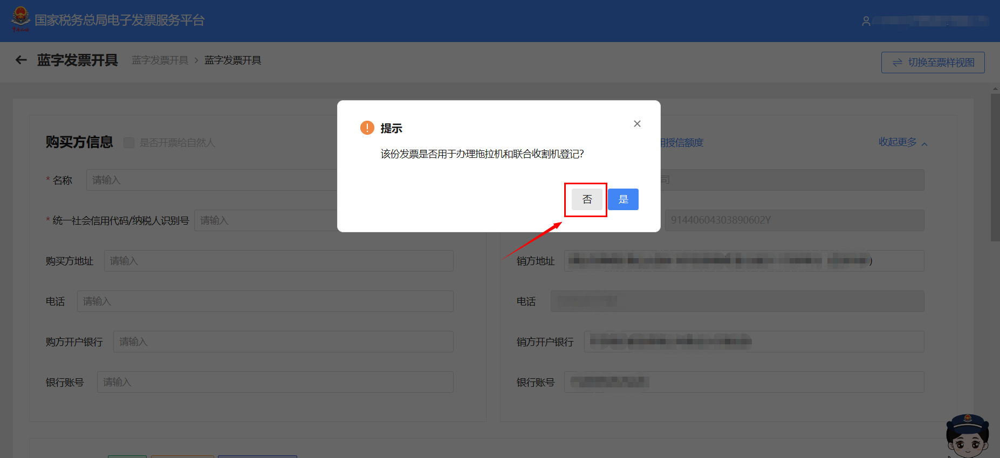 国家税务总局电子发票服务平台
蓝字发票开具 蓝字发票开具 > 蓝字发票开具
切换至票样视图
提示
该份发票是否用于办理拖拉机和联合收割机登记?
否 是
购买方信息 是否开票给自然人
* 名称 请输入
* 统一社会信用代码/纳税人识别号 请输入
购买方地址 请输入
电话 请输入
购方开户银行 请输入
银行账号 请输入
授信额度 收起更多
司
91440604303890602Y
销方地址 )
电话
销方开户银行
银行账号